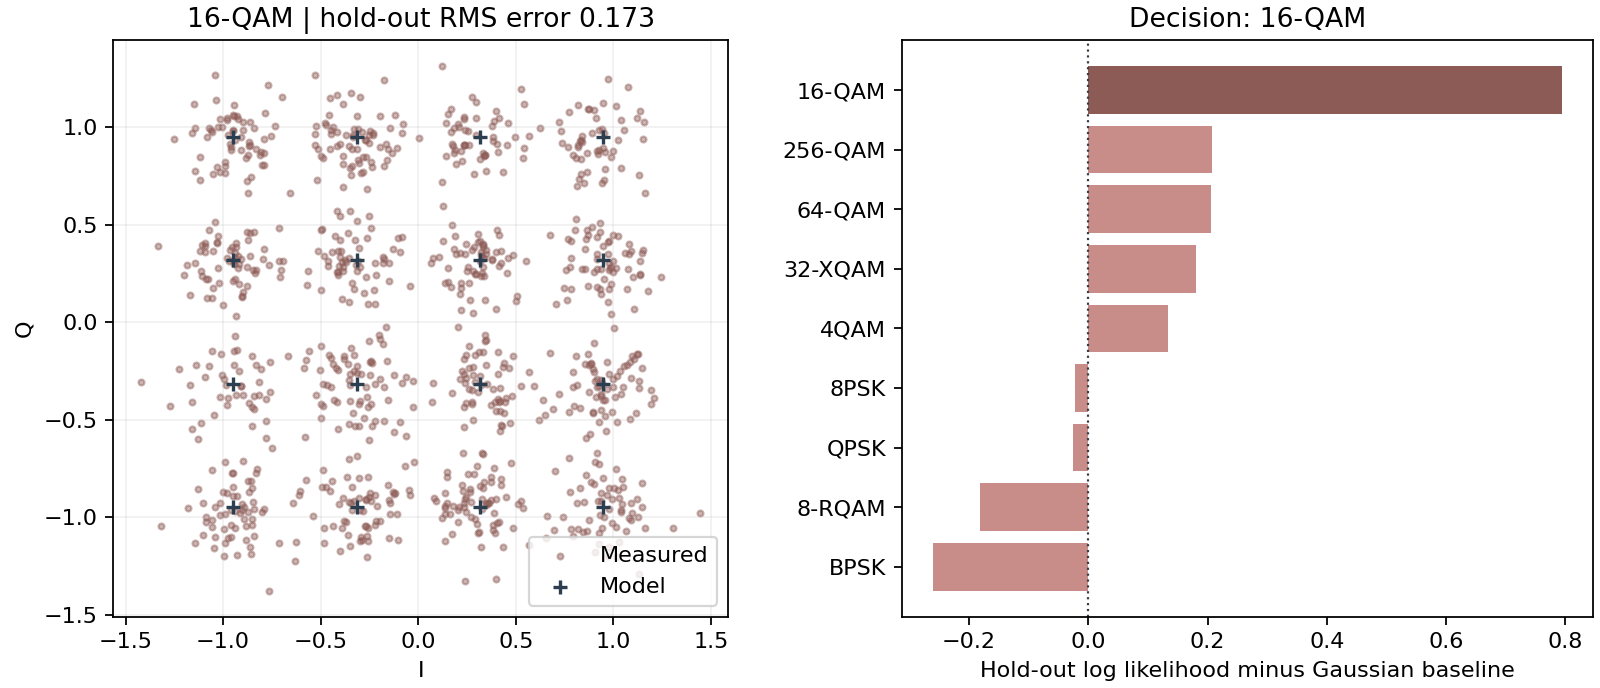 16-QAM | hold-out RMS error 0.173
1.0
0.5
0.0
−0.5
−1.0
−1.5
Q
−1.5
−1.0
−0.5
0.0
0.5
1.0
1.5
I
Measured
Model
Decision: 16-QAM
16-QAM
256-QAM
64-QAM
32-XQAM
4QAM
8PSK
QPSK
8-RQAM
BPSK
−0.2
0.0
0.2
0.4
0.6
0.8
Hold-out log likelihood minus Gaussian baseline